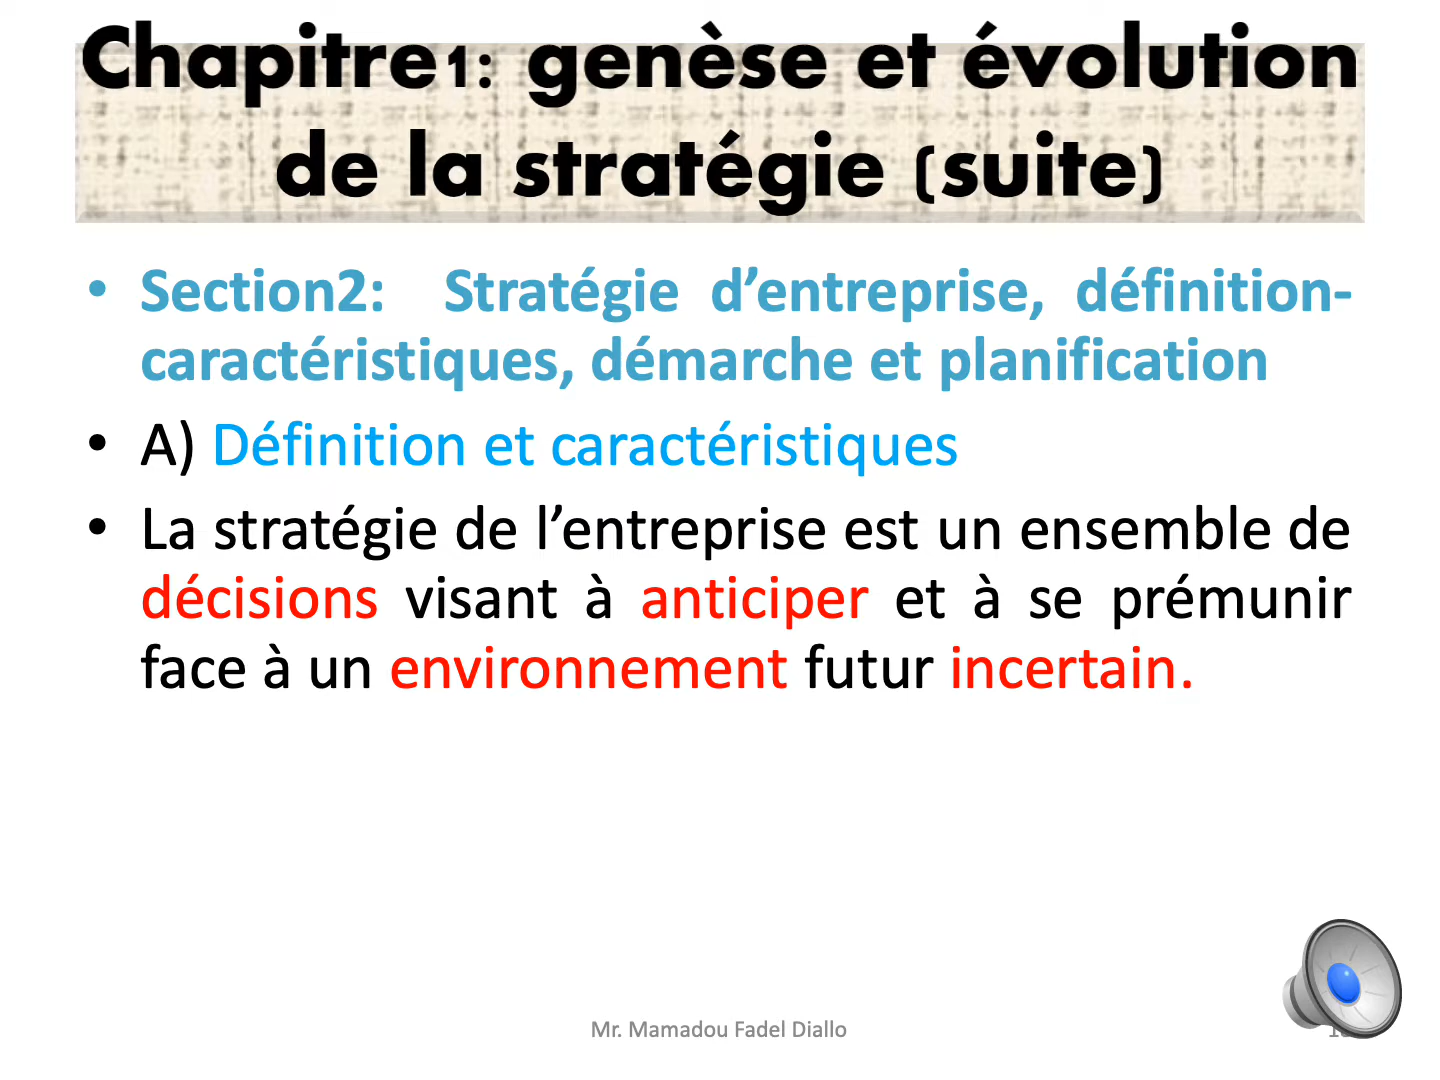 Chapitre1: genèse et évolution
de la stratégie (suite)
• Section2: Stratégie d’entreprise, définition-
caractéristiques, démarche et planification
• A) Définition et caractéristiques
• La stratégie de l’entreprise est un ensemble de
décisions visant à anticiper et à se prémunir
face à un environnement futur incertain.
Mr. Mamadou Fadel Diallo